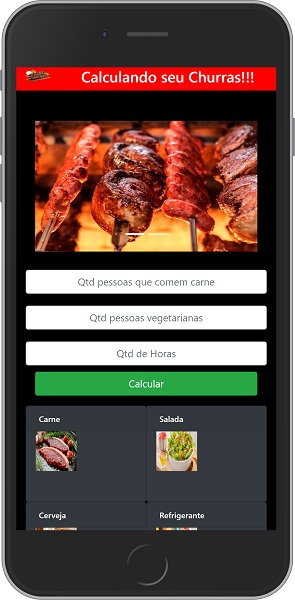 Calculando seu Churras!!!
Qtd pessoas que comem carne
Qtd pessoas vegetarianas
Qtd de Horas
Calcular
Carne
Salada
Cerveja
Refrigerante